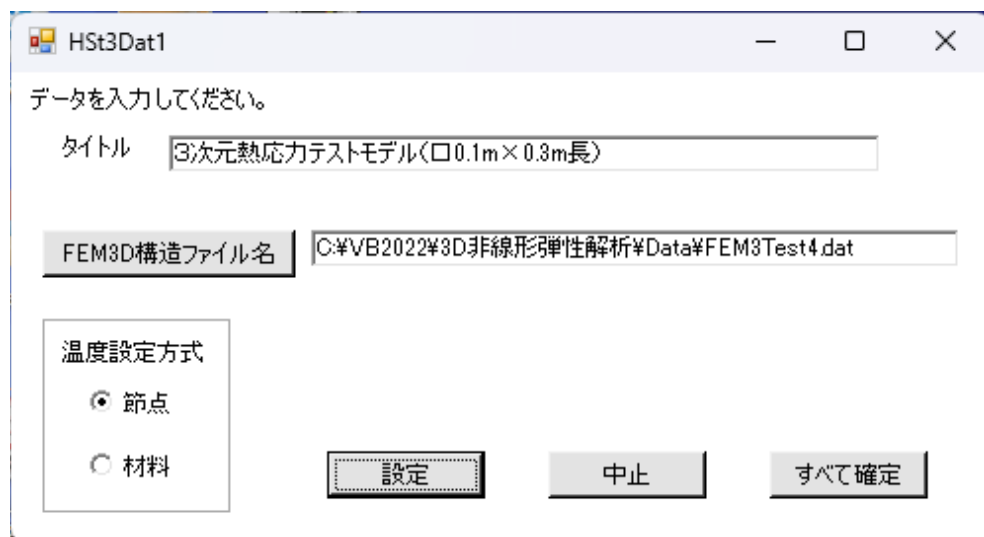 HSt3Dat1
データを入力してください。
タイトル 3次元熱応力テストモデル(口0.1m×0.3m長)
FEM3D構造ファイル名 C:¥VB2022¥3D非線形弾性解析¥Data¥FEM3Test4.dat
温度設定方式
節点
材料
設定 中止 すべて確定